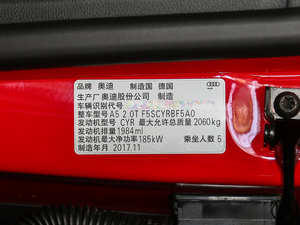 品牌 奥迪 制造国 德国
生产厂 奥迪股份公司 制造
车辆识别代号
整车型号 A5 2.0T F5SCYRBF5A0
发动机型号 CYR 最大允许总质量 2060kg
发动机排量 1984ml
发动机最大净功率 185kW 乘坐人数 5
制造年月 2017.11